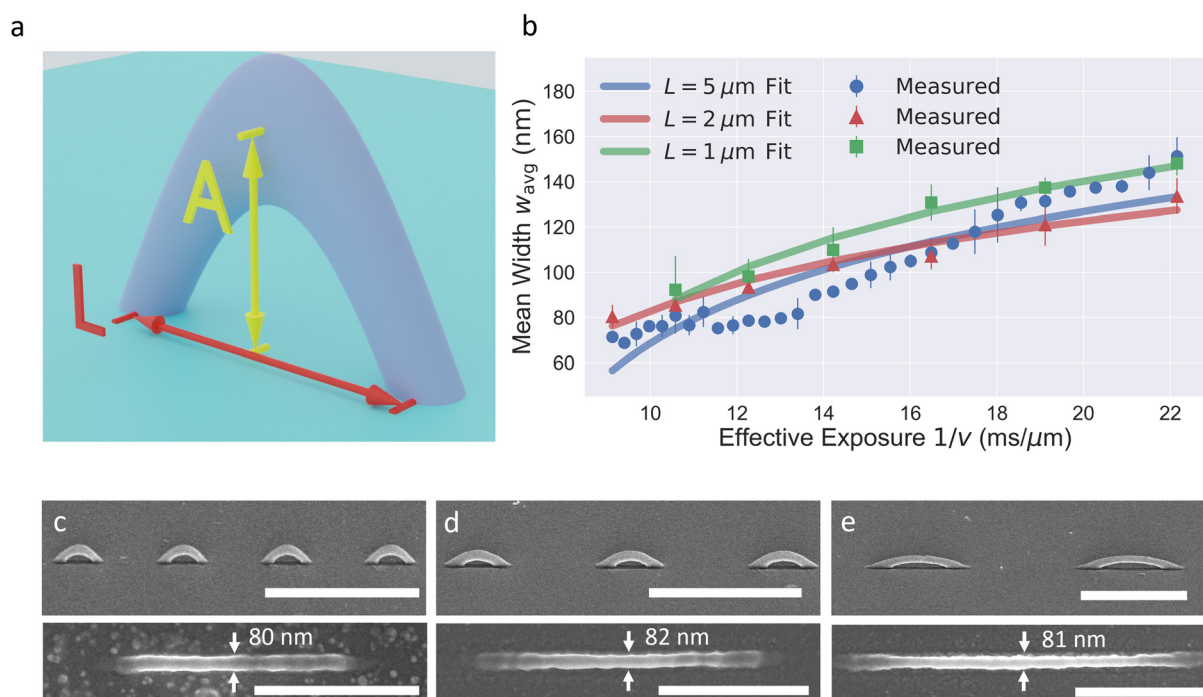 a
A
L
b
Mean Width w_avg (nm)
180
160
140
120
100
80
60
L = 5 μm Fit
L = 2 μm Fit
L = 1 μm Fit
Measured
Measured
Measured
10
12
14
16
18
20
22
Effective Exposure 1/v (ms/μm)
c
d
e
80 nm
82 nm
81 nm